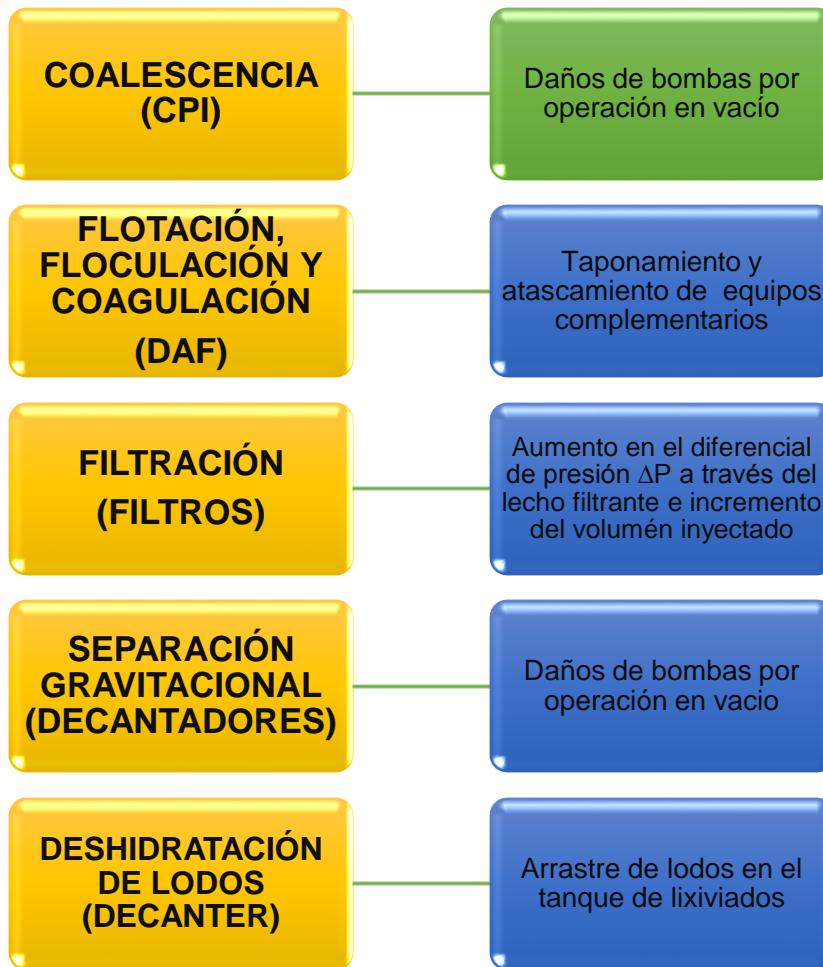 COALESCENCIA
(CPI)
Daños de bombas por
operación en vacío
FLOTACIÓN,
FLOCULACIÓN Y
COAGULACIÓN
(DAF)
Taponamiento y
atascamiento de equipos
complementarios
FILTRACIÓN
(FILTROS)
Aumento en el diferencial
de presión ∆P a través del
lecho filtrante e incremento
del volumén inyectado
SEPARACIÓN
GRAVITACIONAL
(DECANTADORES)
Daños de bombas por
operación en vacio
DESHIDRATACIÓN
DE LODOS
(DECANTER)
Arrastre de lodos en el
tanque de lixiviados